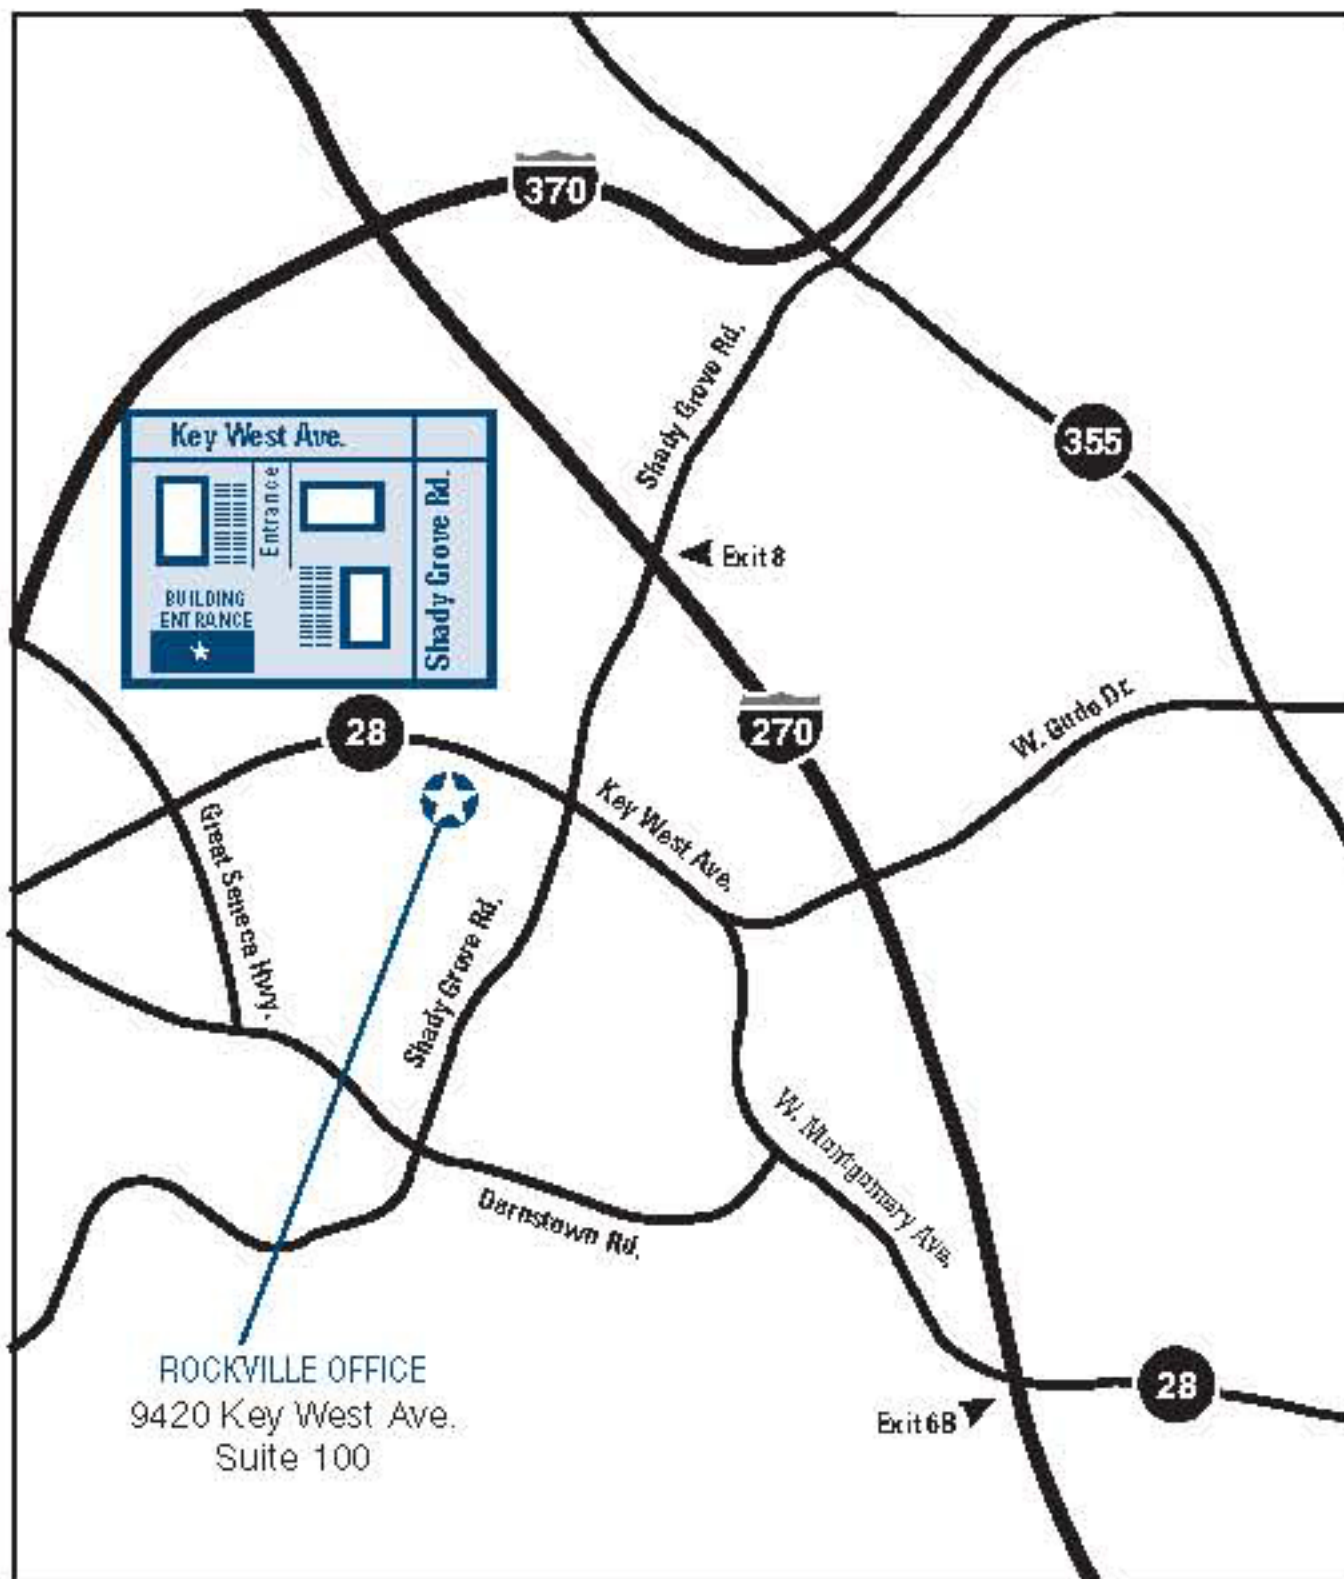 370
Shady Grove Rd.
355
Key West Ave.
Entrance
Shady Grove Rd.
BUILDING
ENTRANCE
Exit 8
28
270
W. Gude Dr.
Key West Ave.
Great Seneca Hwy.
Shady Grove Rd.
W. Montgomery Ave.
Darnstown Rd.
ROCKVILLE OFFICE
9420 Key West Ave.
Suite 100
28
Exit 6B